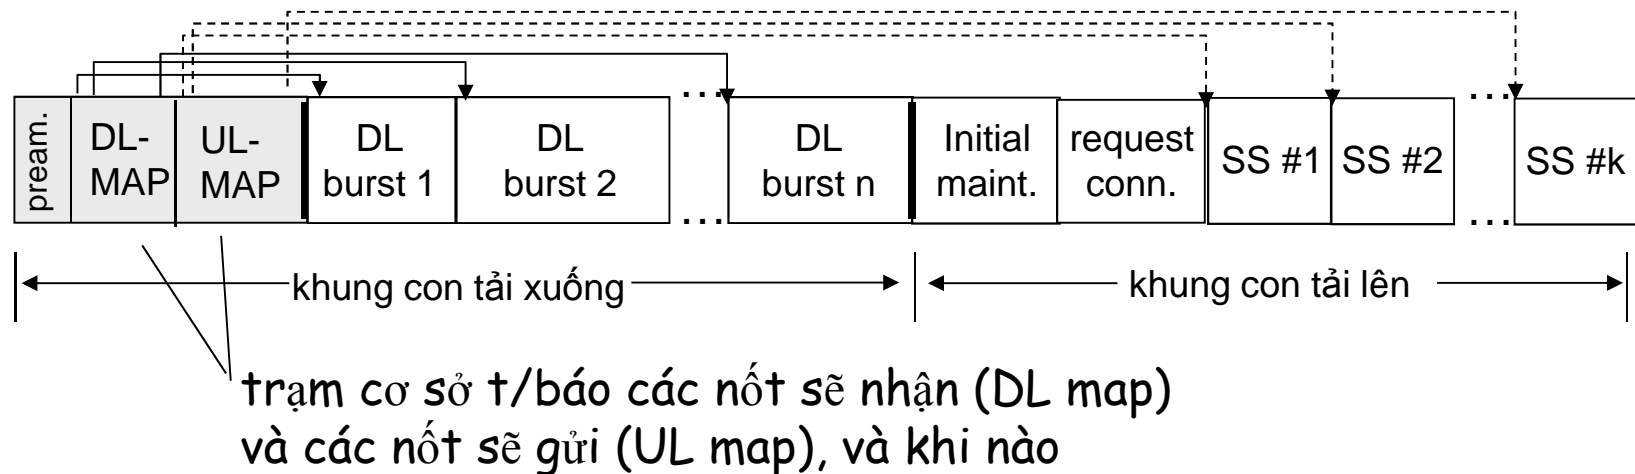 pream.
DL-
MAP
UL-
MAP
DL
burst 1
DL
burst 2
…
…
DL
burst n
Initial
maint.
request
conn.
SS #1
SS #2
…
…
SS #k
khung con tải xuống
khung con tải lên
trạm cơ sở t/báo các nốt sẽ nhận (DL map)
và các nốt sẽ gửi (UL map), và khi nào